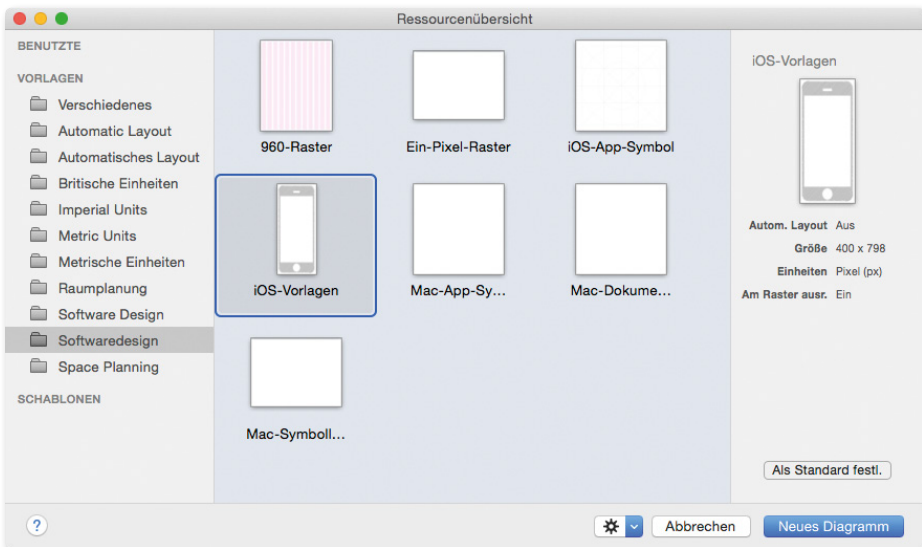 Ressourcenübersicht
BENUTZTE
VORLAGEN
Verschiedenes
Automatic Layout
Automatisches Layout
Britische Einheiten
Imperial Units
Metric Units
Metrische Einheiten
Raumplanung
Software Design
Softwaredesign
Space Planning
SCHABLONEN
960-Raster
Ein-Pixel-Raster
iOS-App-Symbol
iOS-Vorlagen
Mac-App-Sy...
Mac-Dokume...
Mac-Symboll...
iOS-Vorlagen
Autom. Layout Aus
Größe 400 x 798
Einheiten Pixel (px)
Am Raster ausr. Ein
Als Standard festl.
?
Abbrechen
Neues Diagramm